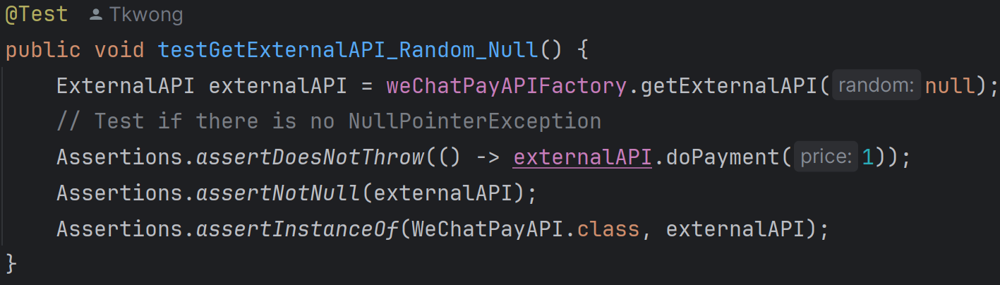 @Test Tkwong
public void testGetExternalAPI_Random_Null() {
ExternalAPI externalAPI = weChatPayAPIFactory.getExternalAPI( random: null);
// Test if there is no NullPointerException
Assertions.assertDoesNotThrow(() -> externalAPI.doPayment( price: 1));
Assertions.assertNotNull(externalAPI);
Assertions.assertInstanceOf(WeChatPayAPI.class, externalAPI);
}